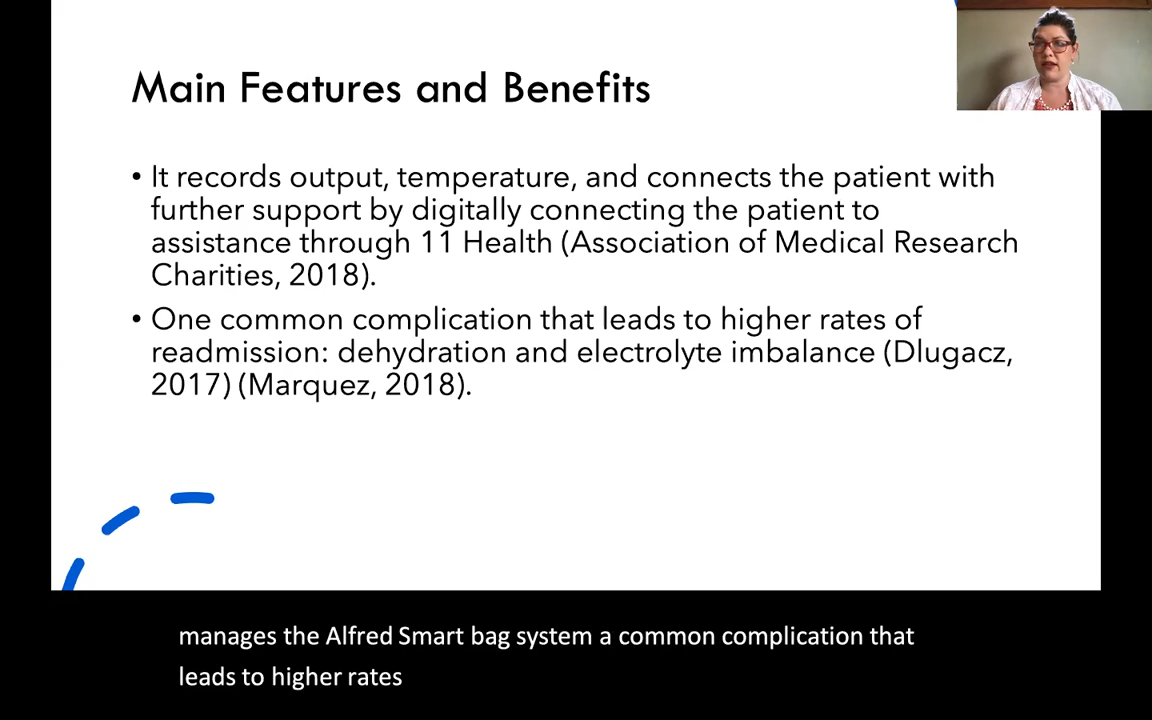 Main Features and Benefits
• It records output, temperature, and connects the patient with
further support by digitally connecting the patient to
assistance through 11 Health (Association of Medical Research
Charities, 2018).
• One common complication that leads to higher rates of
readmission: dehydration and electrolyte imbalance (Dlugacz,
2017) (Marquez, 2018).
manages the Alfred Smart bag system a common complication that
leads to higher rates